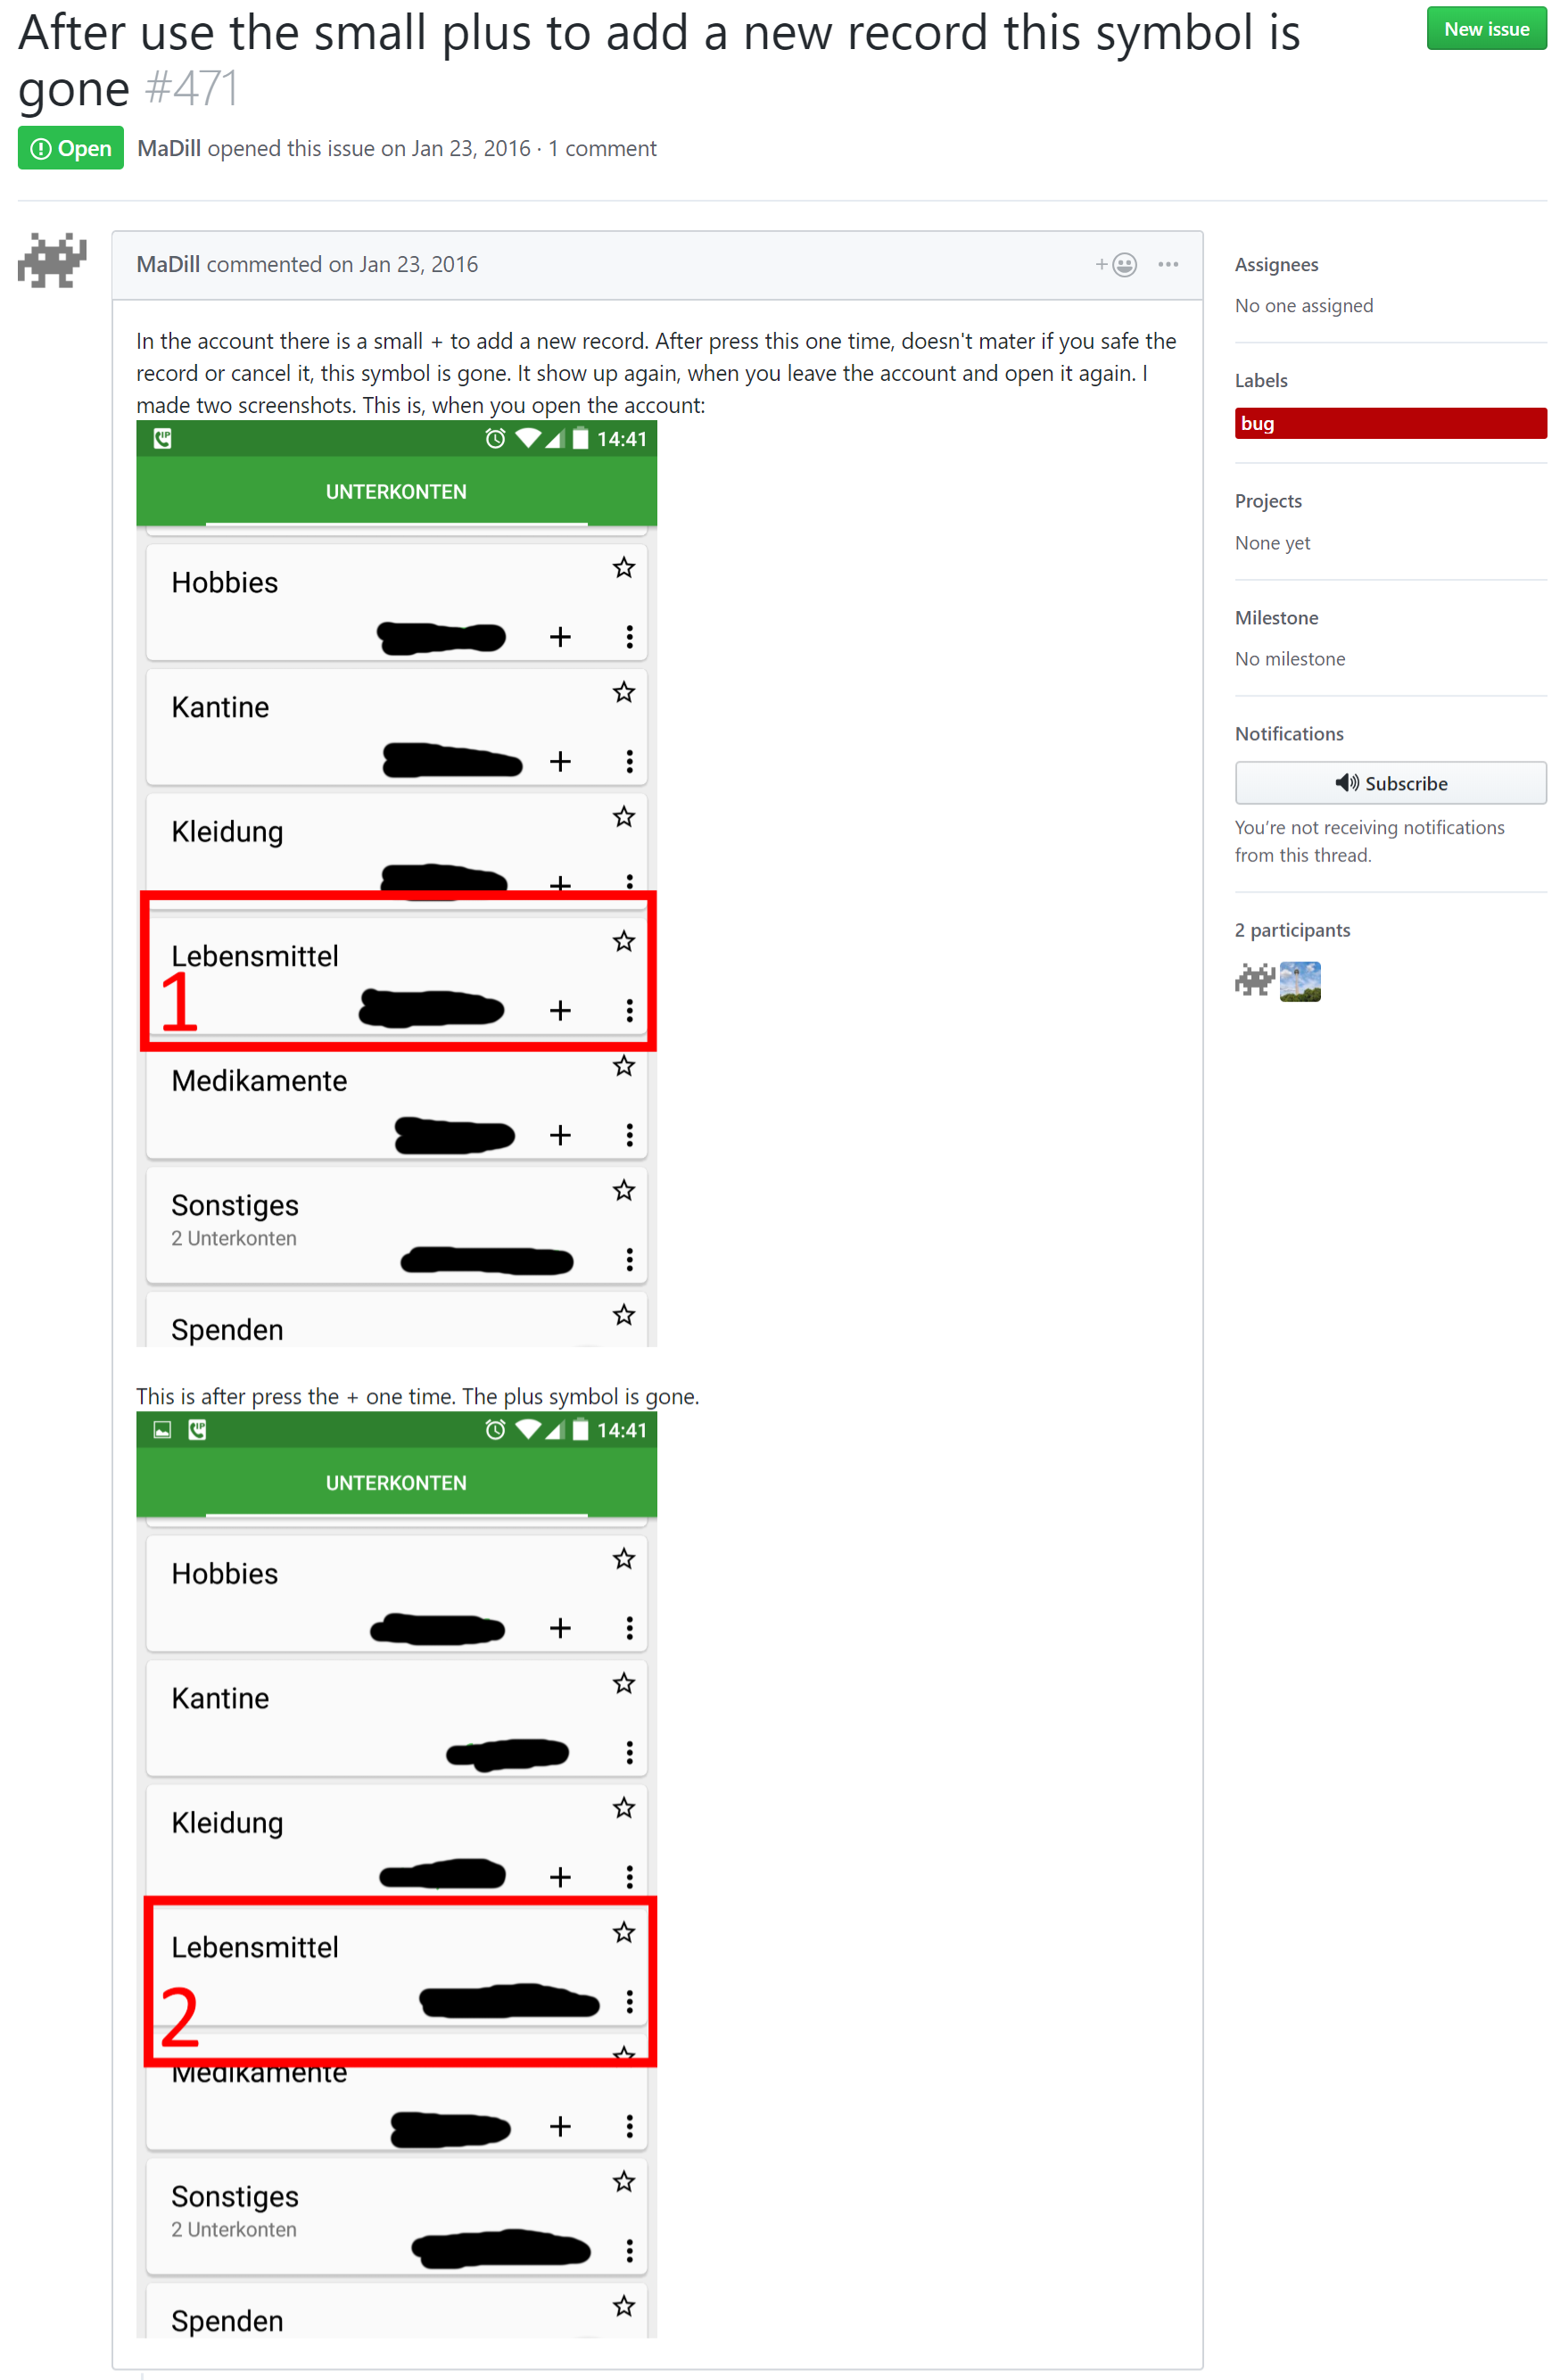 After use the small plus to add a new record this symbol is
gone #471
New issue
Open MaDill opened this issue on Jan 23, 2016 · 1 comment
MaDill commented on Jan 23, 2016
In the account there is a small + to add a new record. After press this one time, doesn't mater if you safe the
record or cancel it, this symbol is gone. It show up again, when you leave the account and open it again. I
made two screenshots. This is, when you open the account:
IP
14:41
UNTERKONTEN
Hobbies
+
Kantine
+
Kleidung
+
Lebensmittel
1
+
Medikamente
+
Sonstiges
2 Unterkonten
Spenden
This is after press the + one time. The plus symbol is gone.
IP
14:41
UNTERKONTEN
Hobbies
+
Kantine
Kleidung
+
Lebensmittel
2
Medikamente
+
Sonstiges
2 Unterkonten
Spenden
Assignees
No one assigned
Labels
bug
Projects
None yet
Milestone
No milestone
Notifications
Subscribe
You’re not receiving notifications
from this thread.
2 participants